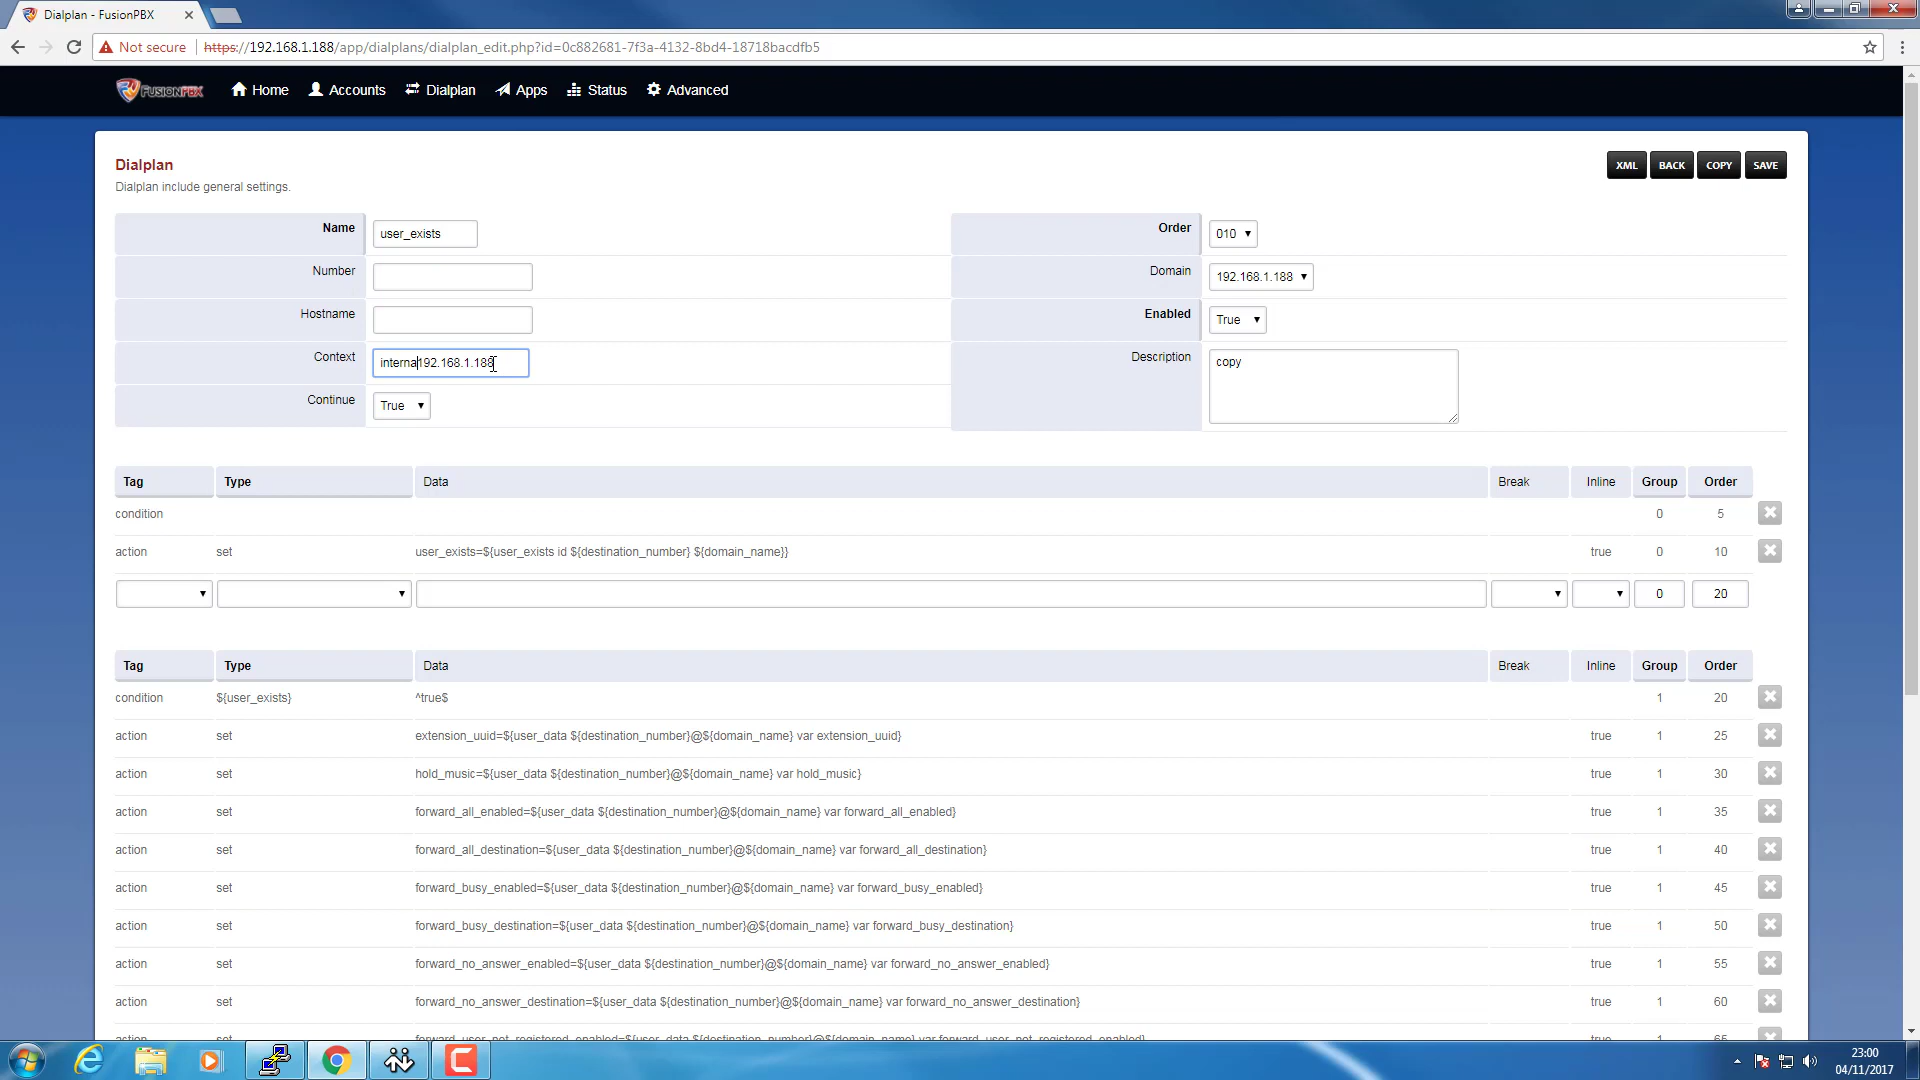 Dialplan - FusionPBX
Not secure https://192.168.1.188/app/dialplans/dialplan_edit.php?id=0c882681-7f3a-4132-8bd4-18718bacdfb5
FUSIONPBX Home Accounts Dialplan Apps Status Advanced
Dialplan
XML BACK COPY SAVE
Dialplan include general settings.
Name user_exists Order 010
Number Domain 192.168.1.188
Hostname Enabled True
Context interna192.168.1.188 Description copy
Continue True
Tag Type Data Break Inline Group Order
condition 0 5
action set user_exists=${user_exists id ${destination_number} ${domain_name}} true 0 10
0 20
Tag Type Data Break Inline Group Order
condition ${user_exists} ^true$ 1 20
action set extension_uuid=${user_data ${destination_number}@${domain_name} var extension_uuid} true 1 25
action set hold_music=${user_data ${destination_number}@${domain_name} var hold_music} true 1 30
action set forward_all_enabled=${user_data ${destination_number}@${domain_name} var forward_all_enabled} true 1 35
action set forward_all_destination=${user_data ${destination_number}@${domain_name} var forward_all_destination} true 1 40
action set forward_busy_enabled=${user_data ${destination_number}@${domain_name} var forward_busy_enabled} true 1 45
action set forward_busy_destination=${user_data ${destination_number}@${domain_name} var forward_busy_destination} true 1 50
action set forward_no_answer_enabled=${user_data ${destination_number}@${domain_name} var forward_no_answer_enabled} true 1 55
action set forward_no_answer_destination=${user_data ${destination_number}@${domain_name} var forward_no_answer_destination} true 1 60
action set forward_user_not_registered_enabled=${user_data ${destination_number}@${domain_name} var forward_user_not_registered_enabled} true 1 65
23:00
04/11/2017